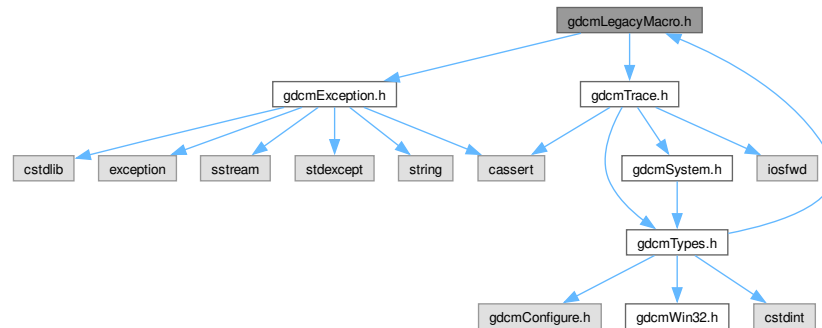 gdcmLegacyMacro.h
gdcmException.h
gdcmTrace.h
cstdlib
exception
sstream
stdexcept
string
cassert
gdcmSystem.h
iosfwd
gdcmTypes.h
gdcmConfigure.h
gdcmWin32.h
cstdint